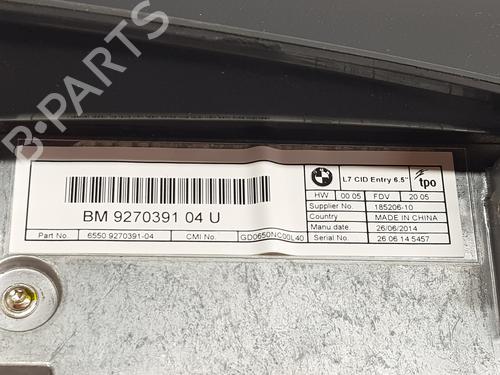 B-PARTS
BM 9270391 04 U
Part No. 6550 9270391-04 CMI No. GD0650NC00L40
L7 CID Entry 6.5" tpo
HW 00 05 FDV 20 05
Supplier No. 185206-10
Country MADE IN CHINA
Manu date: 26/06/2014
Serial No. 26 06 14 5457